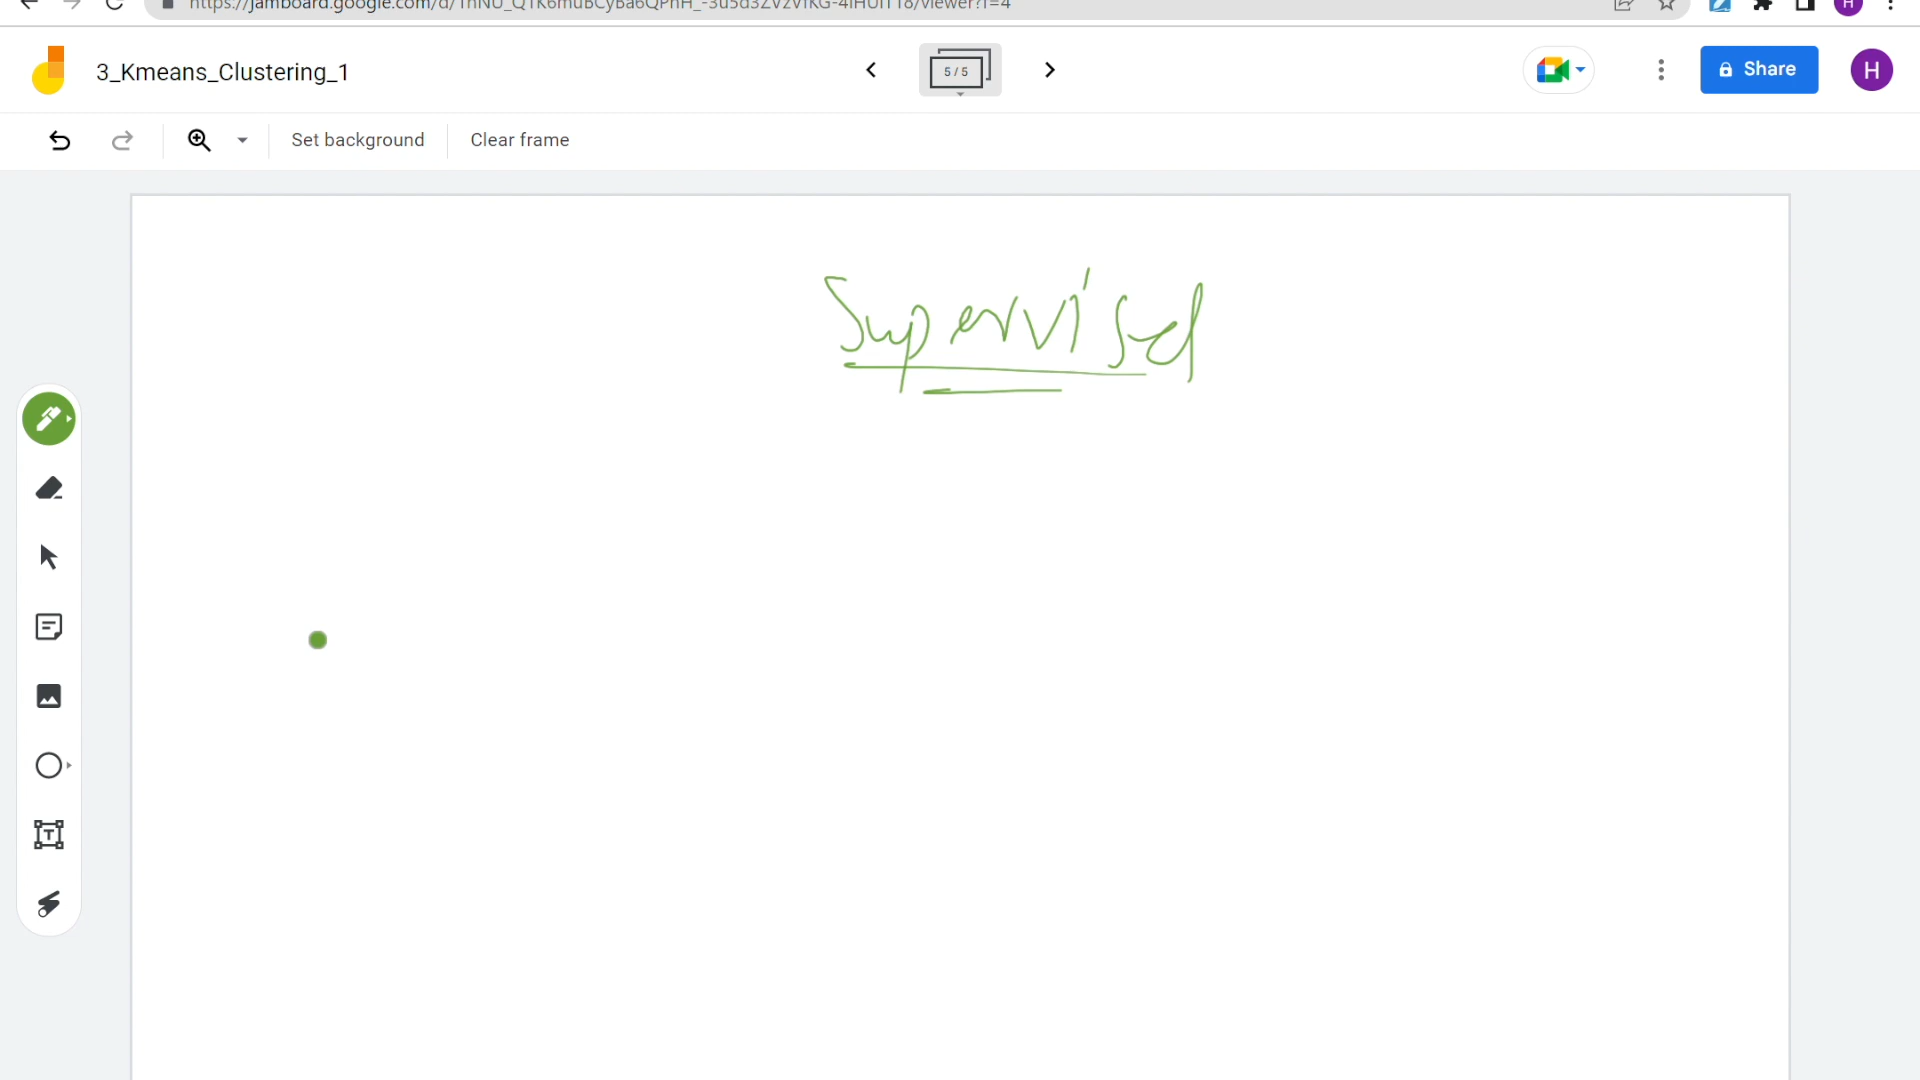 3_Kmeans_Clustering_1
5 / 5
Share
H
Set background
Clear frame
Supervised